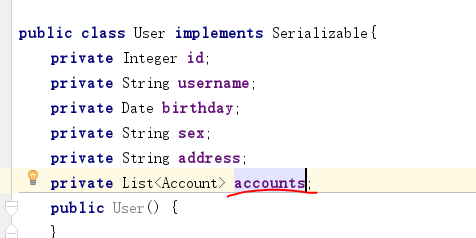 public class User implements Serializable{
private Integer id;
private String username;
private Date birthday;
private String sex;
private String address;
private List<Account> accounts;
public User() {
}